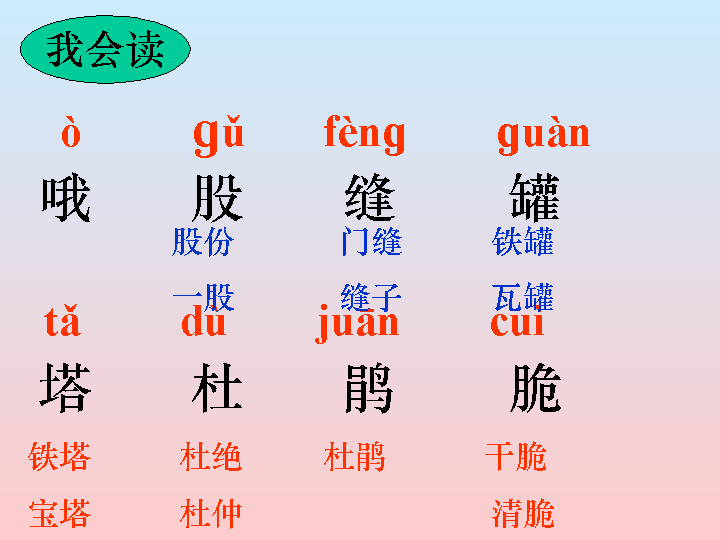 我会读
ò gǔ fèng guàn
哦 股 缝 罐
股份 门缝 铁罐
一股 缝子 瓦罐
tǎ dù juān cuì
塔 杜 鹃 脆
铁塔 杜绝 杜鹃 干脆
宝塔 杜仲 清脆